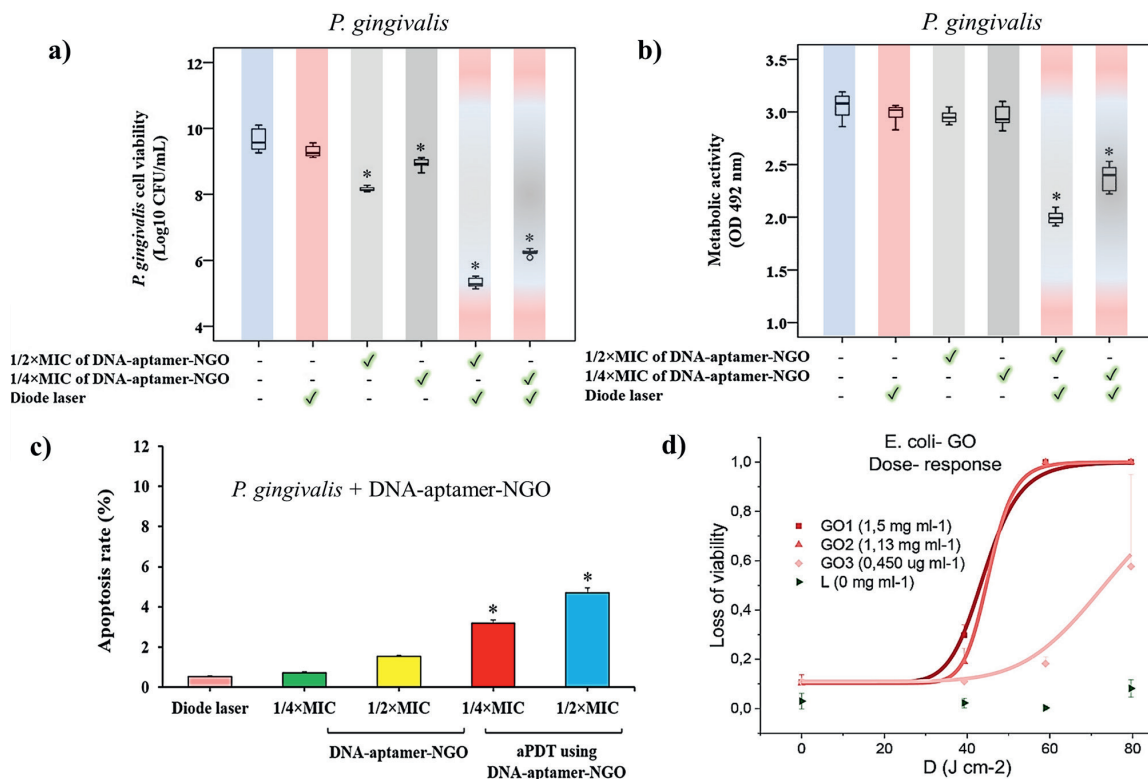 a)
P. gingivalis
P. gingivalis cell viability
(Log10 CFU/mL)
12
10
8
6
4
* * * *
1/2×MIC of DNA-aptamer-NGO - - ✓ - ✓ -
1/4×MIC of DNA-aptamer-NGO - - - ✓ - ✓
Diode laser - ✓ - - ✓ ✓
b)
P. gingivalis
Metabolic activity
(OD 492 nm)
3.5
3.0
2.5
2.0
1.5
1.0
* *
1/2×MIC of DNA-aptamer-NGO - - ✓ - ✓ -
1/4×MIC of DNA-aptamer-NGO - - - ✓ - ✓
Diode laser - ✓ - - ✓ ✓
c)
Apoptosis rate (%)
12
10
8
6
4
2
0
P. gingivalis + DNA-aptamer-NGO
* *
Diode laser 1/4×MIC 1/2×MIC 1/4×MIC 1/2×MIC
DNA-aptamer-NGO
aPDT using
DNA-aptamer-NGO
d)
E. coli- GO
Dose- response
Loss of viability
1,0
0,8
0,6
0,4
0,2
0,0
GO1 (1,5 mg ml-1)
GO2 (1,13 mg ml-1)
GO3 (0,450 ug ml-1)
L (0 mg ml-1)
0 20 40 60 80
D (J cm-2)